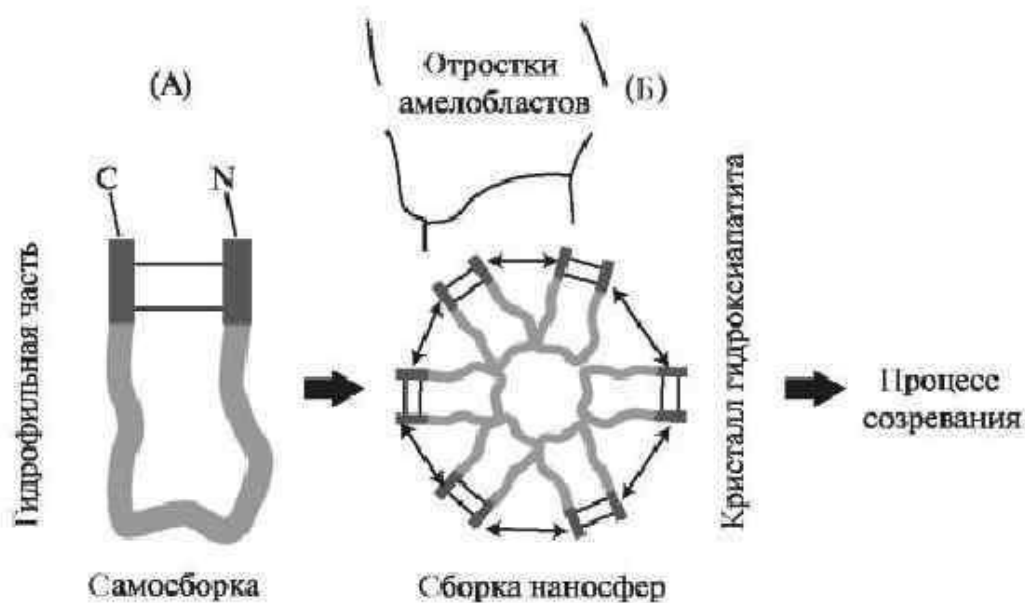 (А)
Отростки
амелобластов
(Б)
C
N
Гидрофильная часть
Кристалл гидроксиапатита
Процесс
созревания
Самосборка
Сборка наносфер